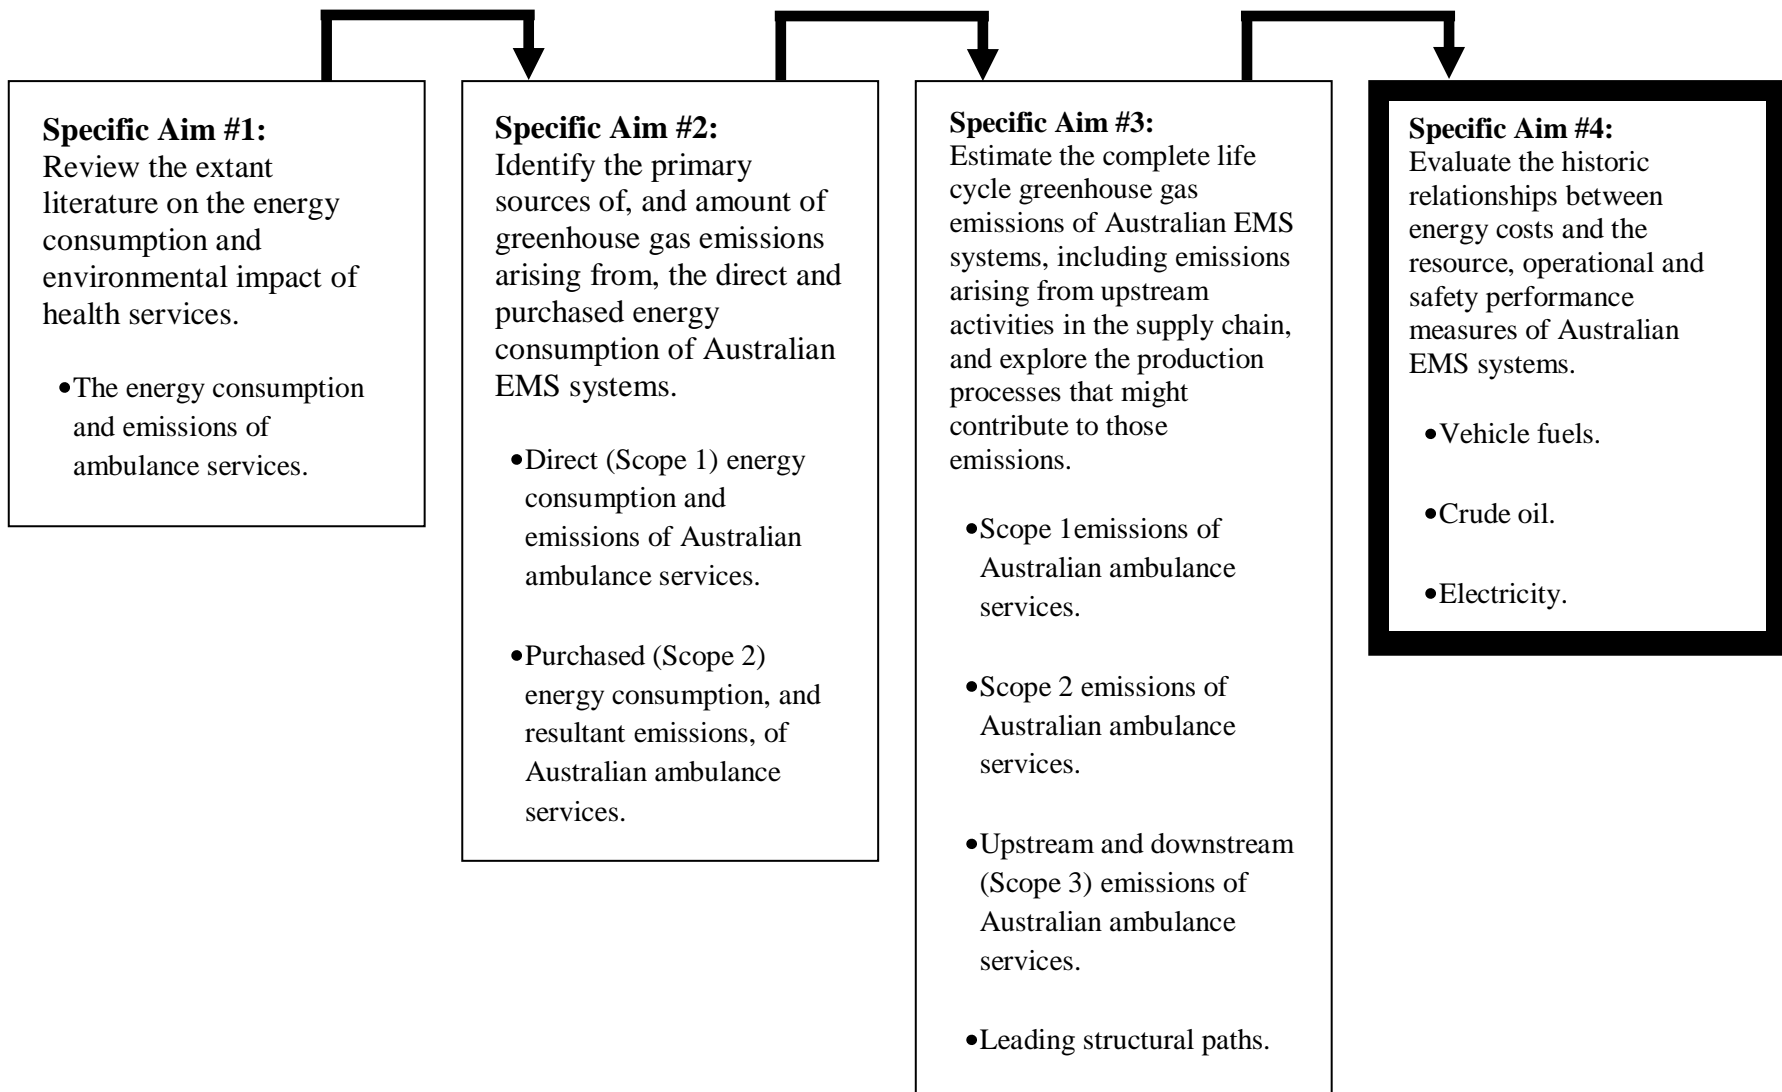 Specific Aim #1:
Review the extant
literature on the energy
consumption and
environmental impact of
health services.
•The energy consumption
and emissions of
ambulance services.
Specific Aim #2:
Identify the primary
sources of, and amount of
greenhouse gas emissions
arising from, the direct and
purchased energy
consumption of Australian
EMS systems.
•Direct (Scope 1) energy
consumption and
emissions of Australian
ambulance services.
•Purchased (Scope 2)
energy consumption, and
resultant emissions, of
Australian ambulance
services.
Specific Aim #3:
Estimate the complete life
cycle greenhouse gas
emissions of Australian EMS
systems, including emissions
arising from upstream
activities in the supply chain,
and explore the production
processes that might
contribute to those
emissions.
•Scope 1emissions of
Australian ambulance
services.
•Scope 2 emissions of
Australian ambulance
services.
•Upstream and downstream
(Scope 3) emissions of
Australian ambulance
services.
•Leading structural paths.
Specific Aim #4:
Evaluate the historic
relationships between
energy costs and the
resource, operational and
safety performance
measures of Australian
EMS systems.
•Vehicle fuels.
•Crude oil.
•Electricity.